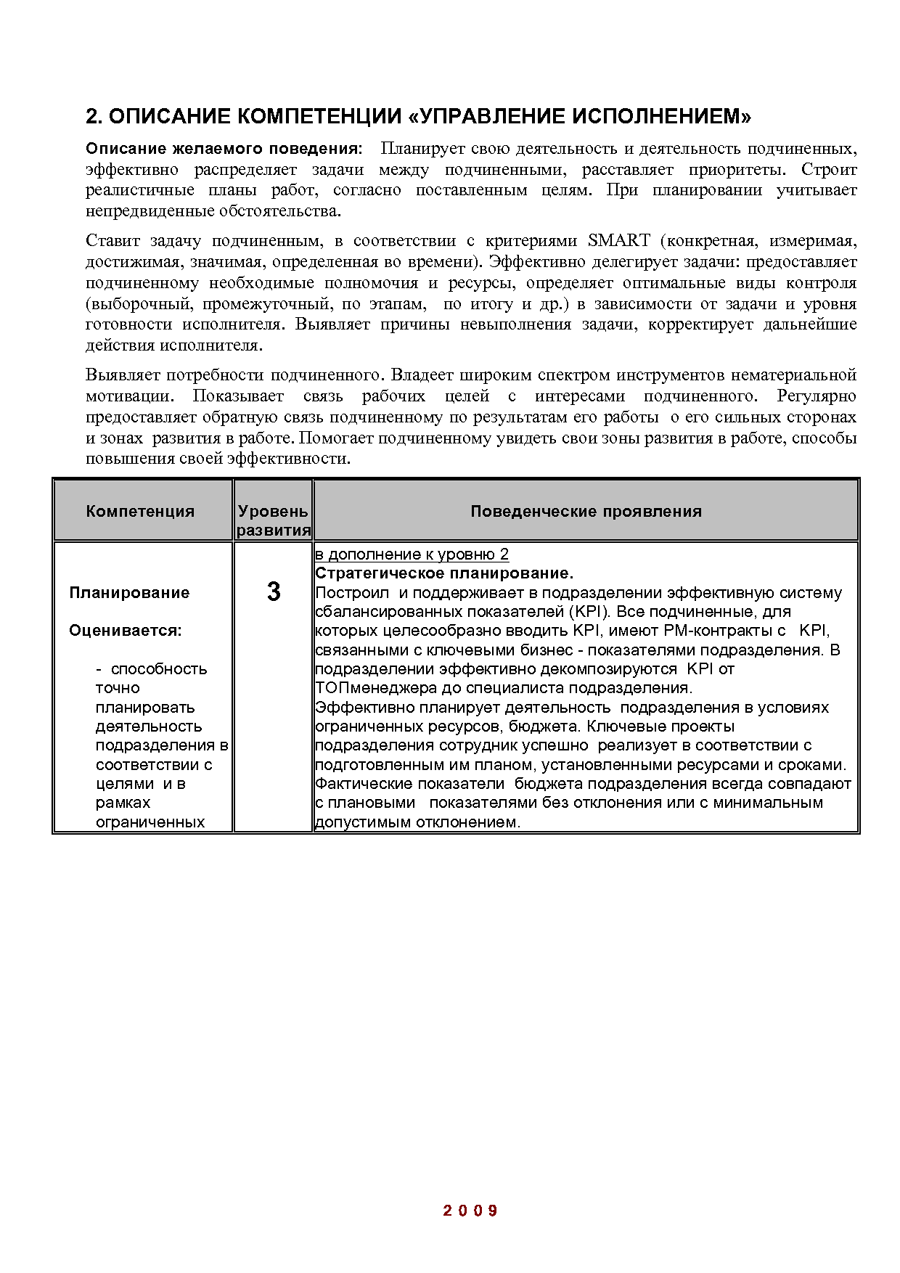 2. ОПИСАНИЕ КОМПЕТЕНЦИИ «УПРАВЛЕНИЕ ИСПОЛНЕНИЕМ»
Описание желаемого поведения: Планирует свою деятельность и деятельность подчиненных,
эффективно распределяет задачи между подчиненными, расставляет приоритеты. Строит
реалистичные планы работ, согласно поставленным целям. При планировании учитывает
непредвиденные обстоятельства.
Ставит задачу подчиненным, в соответствии с критериями SMART (конкретная, измеримая,
достижимая, значимая, определенная во времени). Эффективно делегирует задачи: предоставляет
подчиненному необходимые полномочия и ресурсы, определяет оптимальные виды контроля
(выборочный, промежуточный, по этапам, по итогу и др.) в зависимости от задачи и уровня
готовности исполнителя. Выявляет причины невыполнения задачи, корректирует дальнейшие
действия исполнителя.
Выявляет потребности подчиненного. Владеет широким спектром инструментов нематериальной
мотивации. Показывает связь рабочих целей с интересами подчиненного. Регулярно
предоставляет обратную связь подчиненному по результатам его работы о его сильных сторонах
и зонах развития в работе. Помогает подчиненному увидеть свои зоны развития в работе, способы
повышения своей эффективности.
Компетенция
Уровень
развития
Поведенческие проявления
Планирование
Оценивается:
- способность
точно
планировать
деятельность
подразделения в
соответствии с
целями и в
рамках
ограниченных
3
в дополнение к уровню 2
Стратегическое планирование.
Построил и поддерживает в подразделении эффективную систему
сбалансированных показателей (KPI). Все подчиненные, для
которых целесообразно вводить KPI, имеют РМ-контракты с KPI,
связанными с ключевыми бизнес - показателями подразделения. В
подразделении эффективно декомпозируются KPI от
ТОПменеджера до специалиста подразделения.
Эффективно планирует деятельность подразделения в условиях
ограниченных ресурсов, бюджета. Ключевые проекты
подразделения сотрудник успешно реализует в соответствии с
подготовленным им планом, установленными ресурсами и сроками.
Фактические показатели бюджета подразделения всегда совпадают
с плановыми показателями без отклонения или с минимальным
допустимым отклонением.
2009